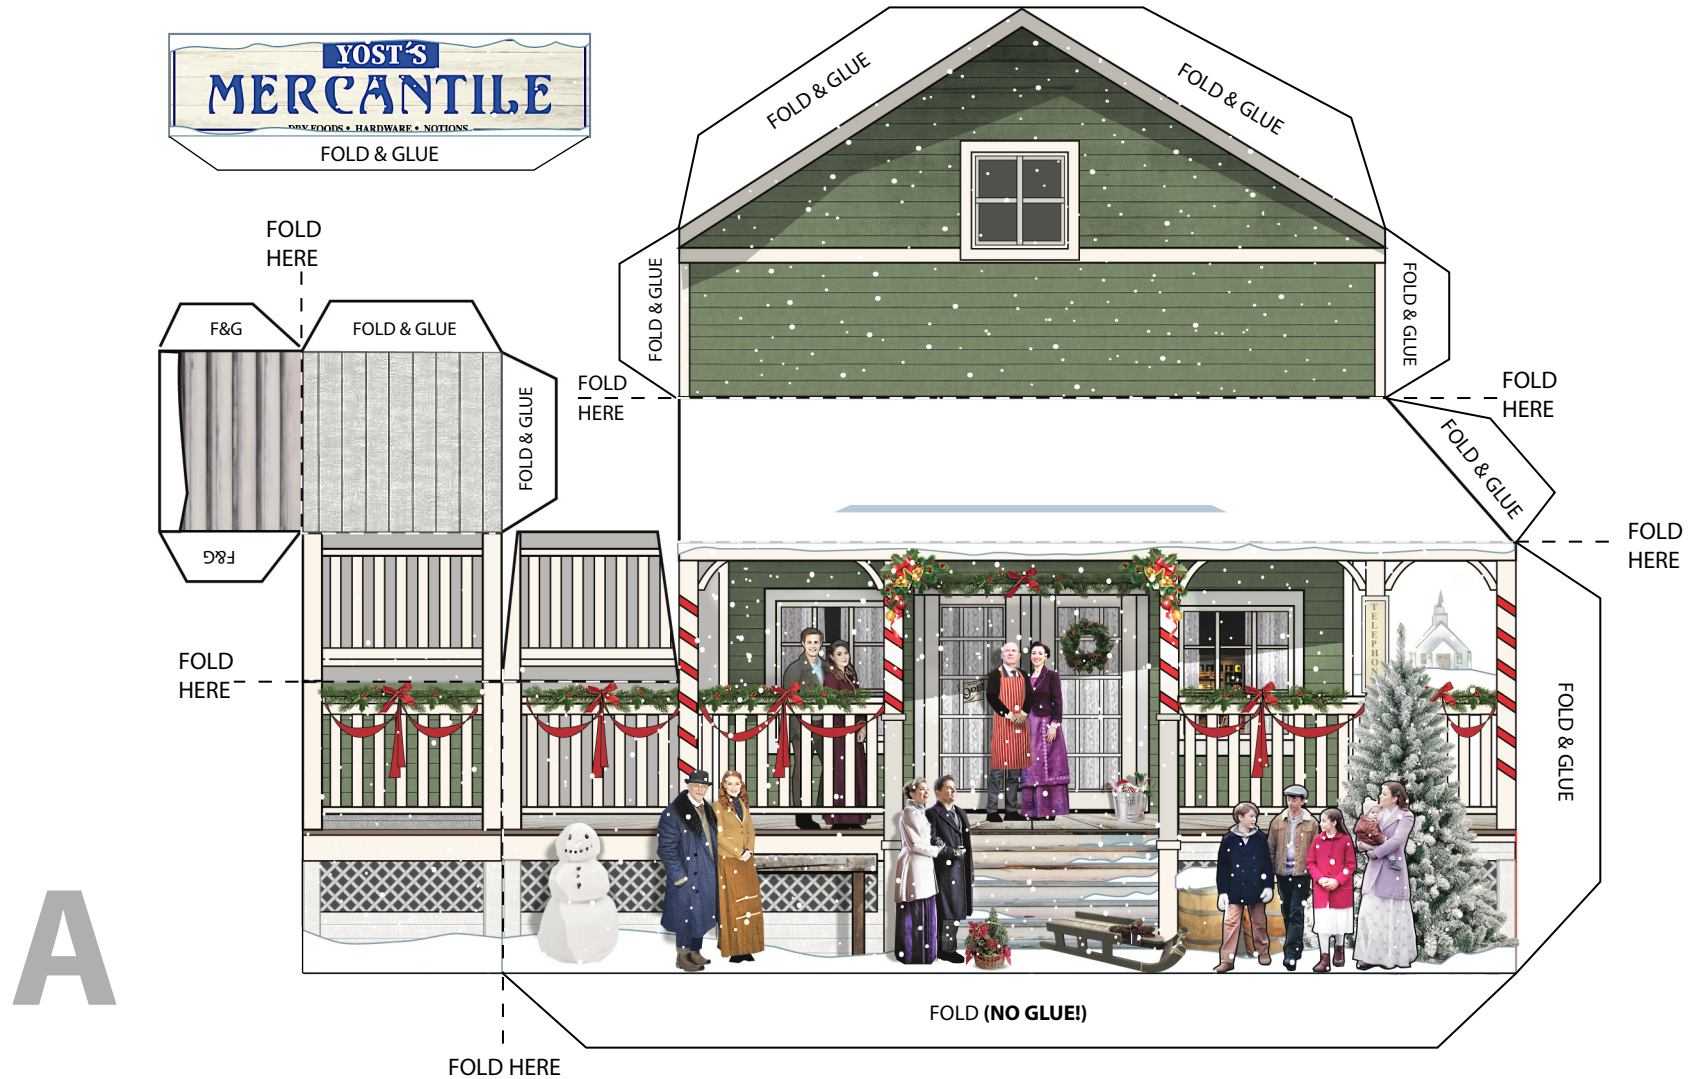 YOST'S
MERCANTILE
DRY FOODS • HARDWARE • NOTIONS
FOLD & GLUE
FOLD & GLUE
FOLD & GLUE
FOLD
HERE
F&G
FOLD & GLUE
FOLD & GLUE
FOLD & GLUE
FOLD & GLUE
FOLD
HERE
FOLD
HERE
FOLD & GLUE
F&G
FOLD
HERE
TELEPHON
FOLD
HERE
FOLD & GLUE
A
FOLD (NO GLUE!)
FOLD HERE